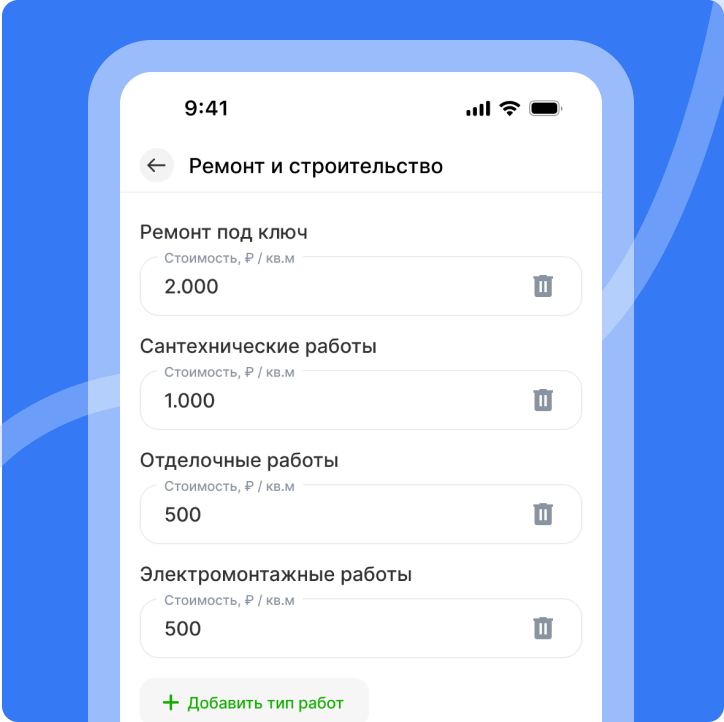 9:41
Ремонт и строительство
Ремонт под ключ
Стоимость, ₽ / кв.м
2.000
Сантехнические работы
Стоимость, ₽ / кв.м
1.000
Отделочные работы
Стоимость, ₽ / кв.м
500
Электромонтажные работы
Стоимость, ₽ / кв.м
500
+ Добавить тип работ